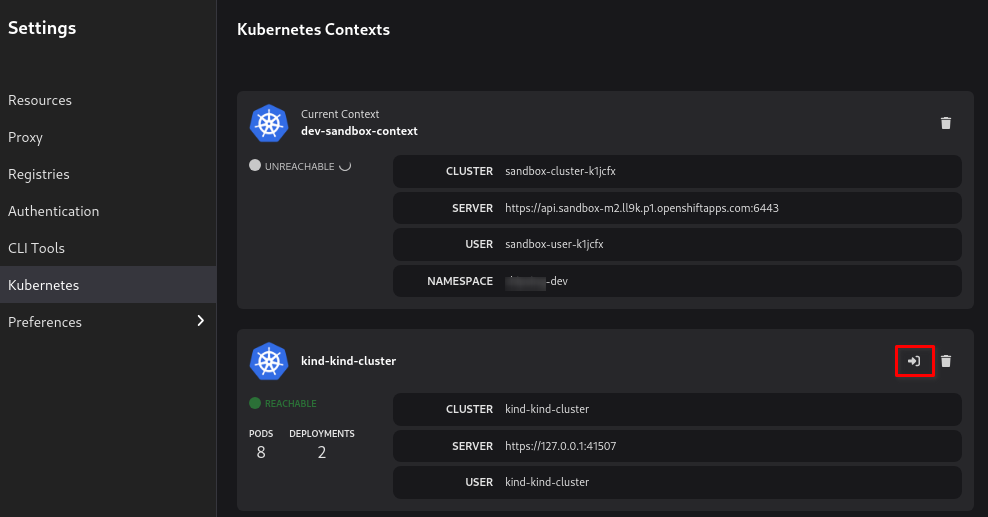 Settings
Resources
Proxy
Registries
Authentication
CLI Tools
Kubernetes
Preferences
Kubernetes Contexts
Current Context
dev-sandbox-context
UNREACHABLE
CLUSTER sandbox-cluster-k1jcfx
SERVER https://api.sandbox-m2.ll9k.p1.openshiftapps.com:6443
USER sandbox-user-k1jcfx
NAMESPACE -dev
kind-kind-cluster
REACHABLE
PODS DEPLOYMENTS
8 2
CLUSTER kind-kind-cluster
SERVER https://127.0.0.1:41507
USER kind-kind-cluster